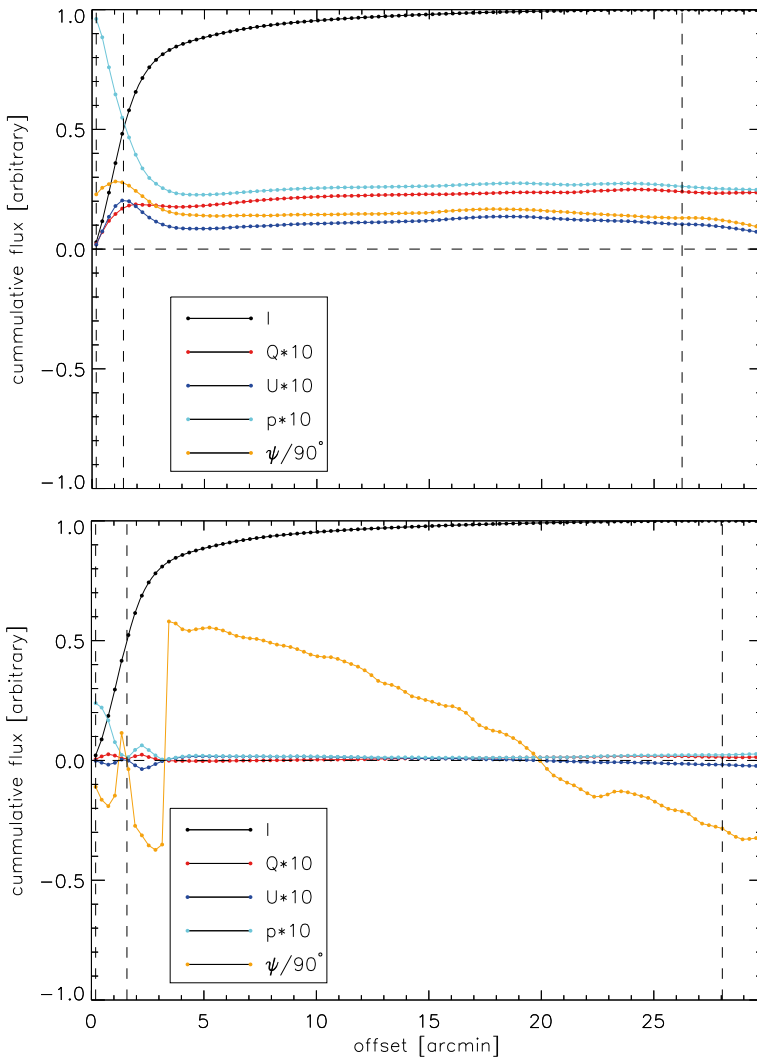 1.0
0.5
0.0
-0.5
-1.0
cummulative flux [arbitrary]
I
Q*10
U*10
p*10
ψ/90°
1.0
0.5
0.0
-0.5
-1.0
cummulative flux [arbitrary]
I
Q*10
U*10
p*10
ψ/90°
0 5 10 15 20 25
offset [arcmin]